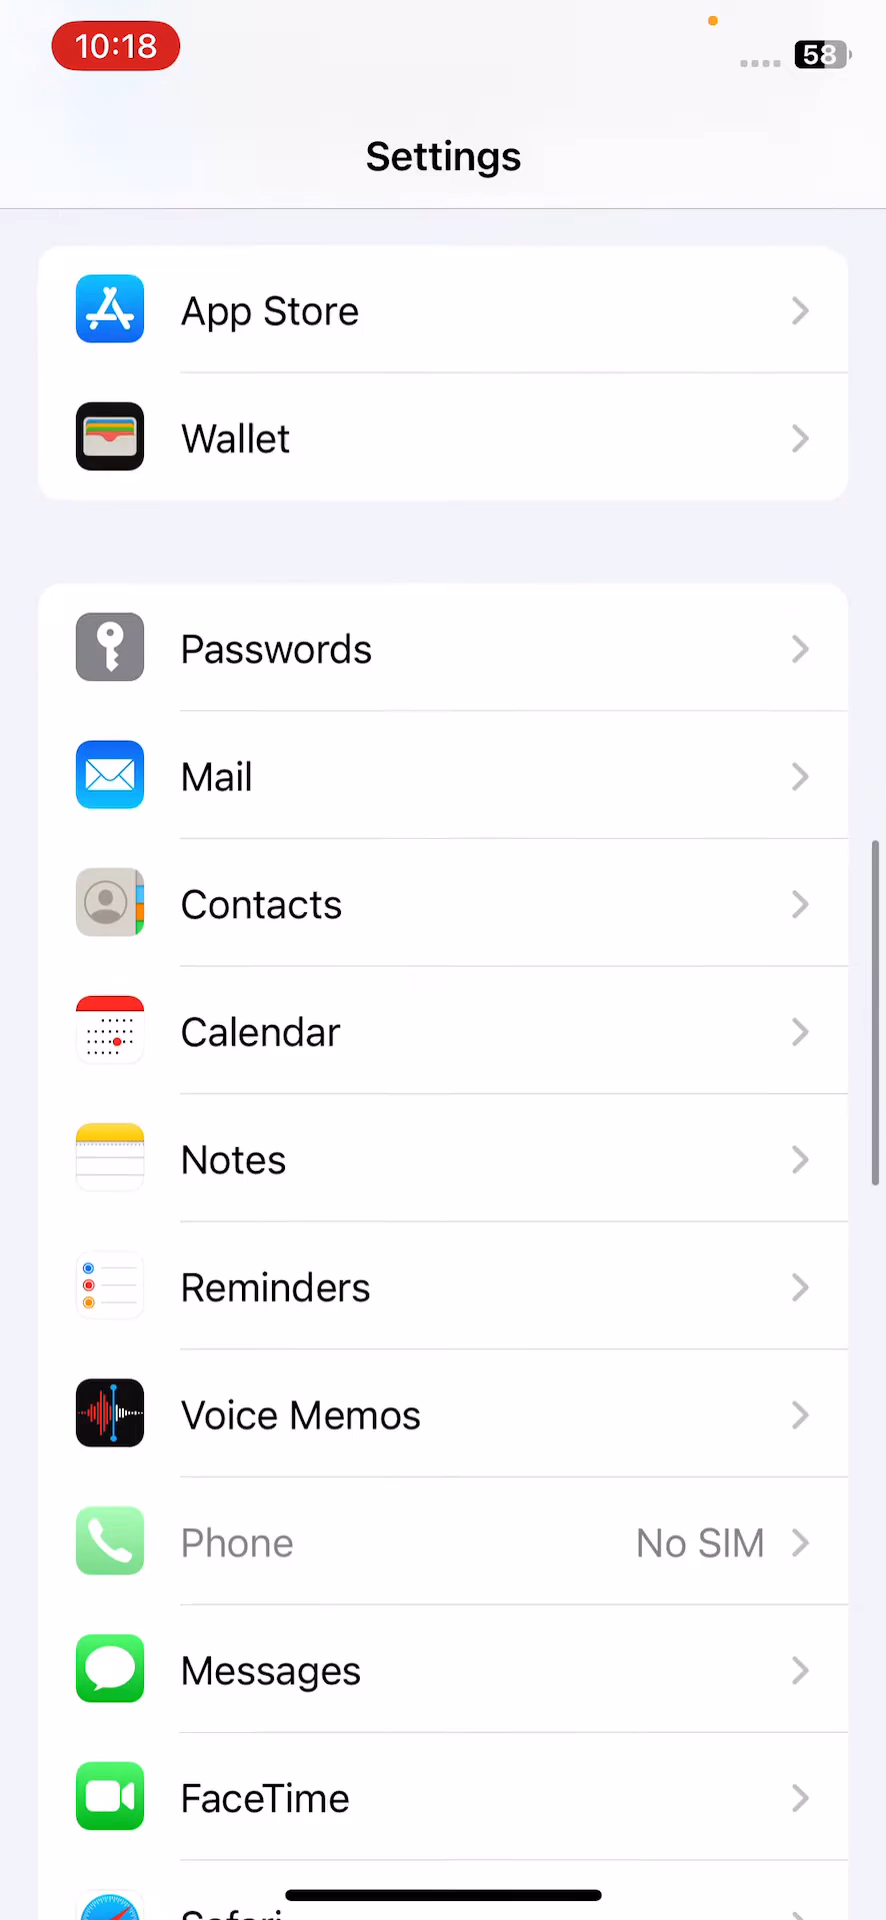 10:18
58
Settings
App Store
Wallet
Passwords
Mail
Contacts
Calendar
Notes
Reminders
Voice Memos
Phone No SIM
Messages
FaceTime
Safari